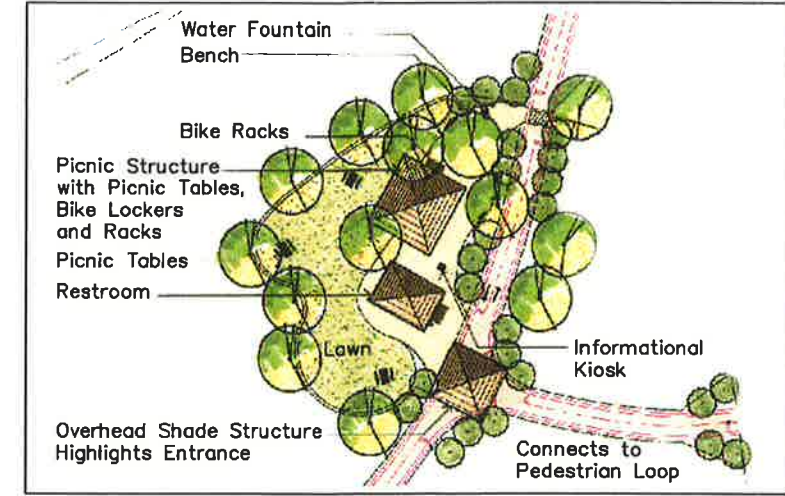 Water Fountain
Bench
Bike Racks
Picnic Structure
with Picnic Tables,
Bike Lockers
and Racks
Picnic Tables
Restroom
Lawn
Informational
Kiosk
Overhead Shade Structure
Highlights Entrance
Connects to
Pedestrian Loop